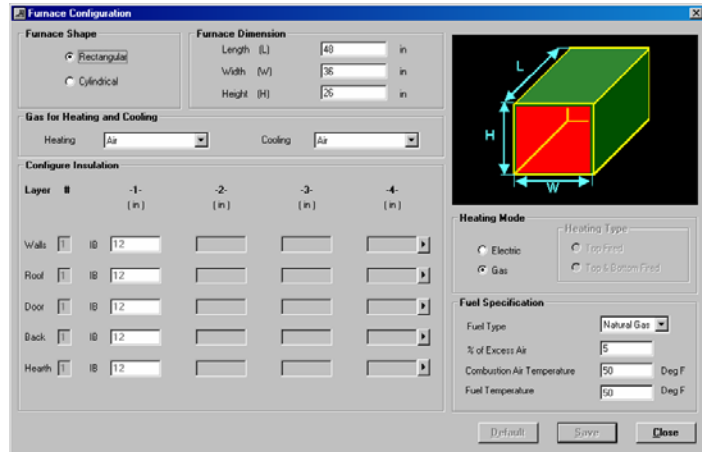 Furnace Configuration
Furnace Shape
Rectangular
Cylindrical
Furnace Dimension
Length (L) 48 in
Width (W) 36 in
Height (H) 26 in
Gas for Heating and Cooling
Heating Air Cooling Air
Configure Insulation
Layer # -1- -2- -3- -4-
(in) (in) (in) (in)
Walls 1 IB 12
Roof 1 IB 12
Door 1 IB 12
Back 1 IB 12
Hearth 1 IB 12
L
H
W
Heating Mode
Electric
Gas
Heating Type
Top Fired
Top & Bottom Fired
Fuel Specification
Fuel Type Natural Gas
% of Excess Air 5
Combustion Air Temperature 50 Deg F
Fuel Temperature 50 Deg F
Default Save Close